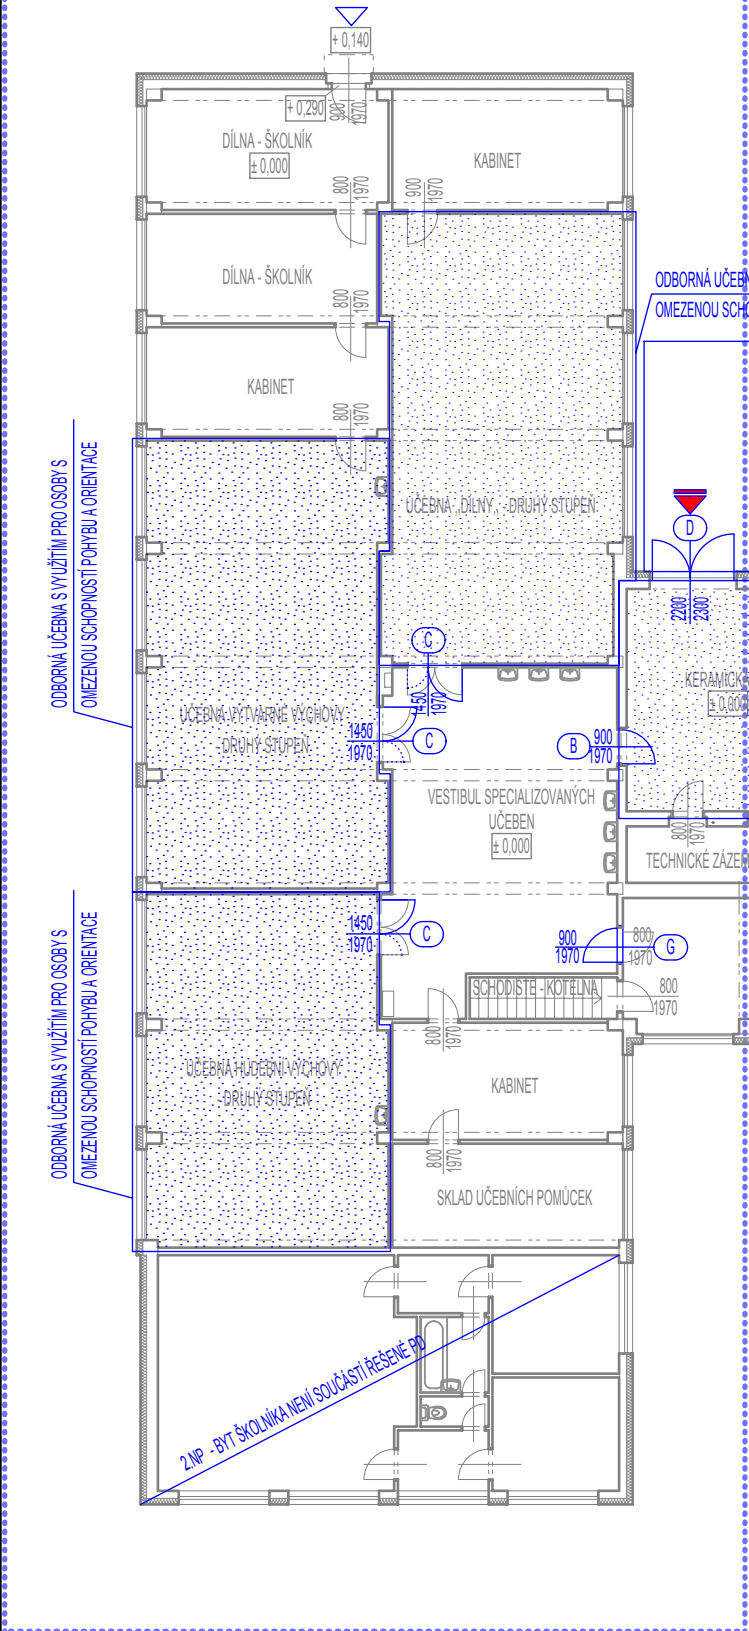 + 0,140
+ 0,290
900
1970
DÍLNA - ŠKOLNÍK
± 0,000
KABINET
800
1970
900
1970
DÍLNA - ŠKOLNÍK
800
1970
ODBORNÁ UČEBN
OMEZENOU SCHO
KABINET
800
1970
ODBORNÁ UČEBNA S VYUŽITÍM PRO OSOBY S
OMEZENOU SCHOPNOSTÍ POHYBU A ORIENTACE
UČEBNA ,,DÍLNY,, - DRUHÝ STUPEŇ
D
2200
2300
C
1450
1970
KERAMICKÁ
± 0,000
UČEBNA VÝTVARNÉ VÝCHOVY
- DRUHÝ STUPEŇ
1450
1970
C
B
900
1970
VESTIBUL SPECIALIZOVANÝCH
UČEBEN
± 0,000
800
1970
TECHNICKÉ ZÁZEM
ODBORNÁ UČEBNA S VYUŽITÍM PRO OSOBY S
OMEZENOU SCHOPNOSTÍ POHYBU A ORIENTACE
1450
1970
C
900
1970
800
1970
G
SCHODIŠTĚ - KOTELNA
800
1970
800
1970
UČEBNA HUDEBNÍ VÝCHOVY
- DRUHÝ STUPEŇ
KABINET
800
1970
SKLAD UČEBNÍCH POMŮCEK
2.NP - BYT ŠKOLNÍKA NENÍ SOUČÁSTÍ ŘEŠENÉ PD